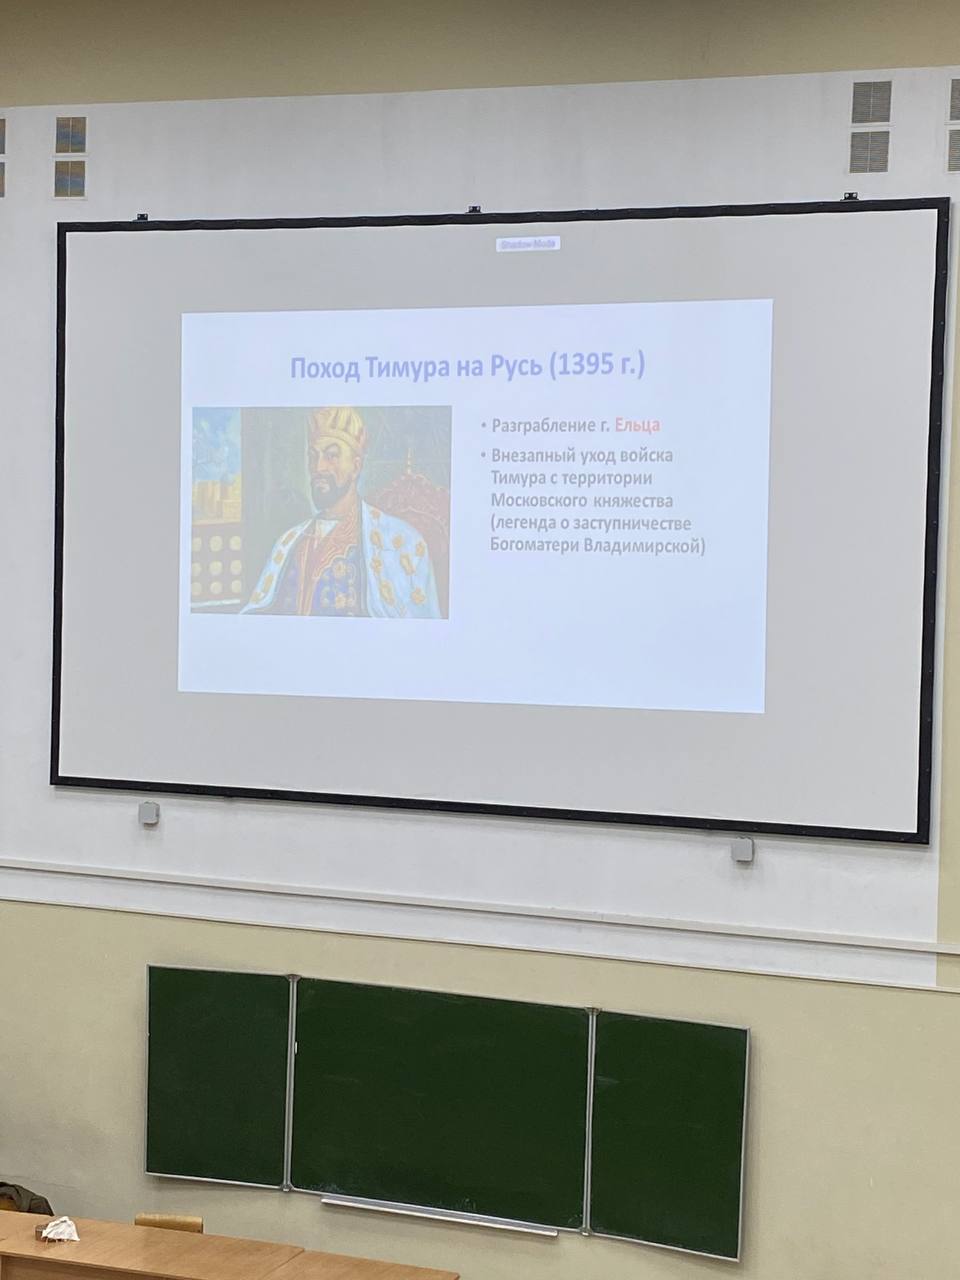 Shadow Mode
Поход Тимура на Русь (1395 г.)
• Разграбление г. Ельца
• Внезапный уход войска
Тимура с территории
Московского княжества
(легенда о заступничестве
Богоматери Владимирской)